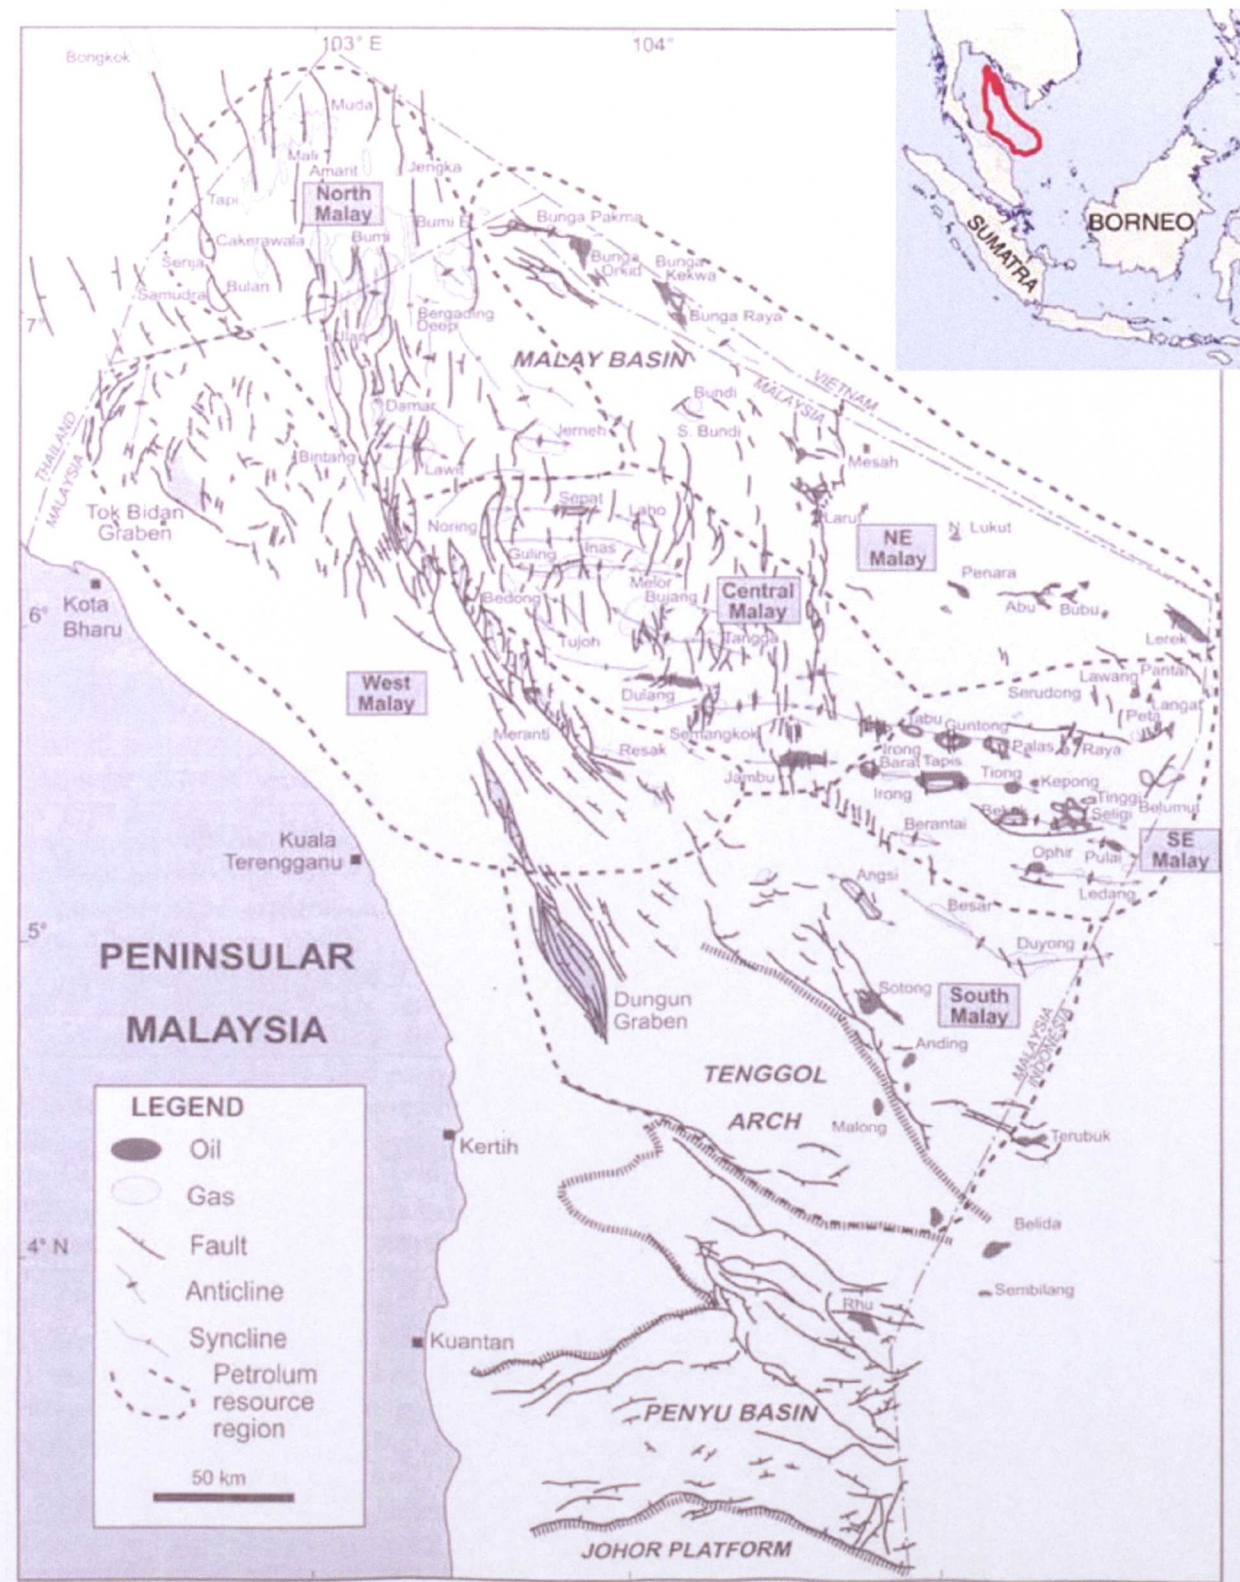 103° E
104°
Bongkok
Muda
Mali
Amarit
Jengka
Tapi
North
Malay
Bunga Pakma
Cakerawala
Bumi
Bumi E
Bunga
Orkid
Bunga
Kekwa
Senja
Samudra
Bulan
Bergading
Deep
Bunga Raya
7°
Ular
MALAY BASIN
VIETNAM
MALAYSIA
Bundi
S. Bundi
THAILAND
MALAYSIA
Damar
Jerneh
Bintang
Lawit
Mesah
Tok Bidan
Graben
Noring
Sepat
Laho
Larut
N. Lukut
NE
Malay
Guling
Inas
Melor
Bujang
Central
Malay
Penara
Abu
Bubu
Kota
Bharu
6°
Bedong
Tujoh
Tangga
Lerek
West
Malay
Dulang
Serudong
Lawang
Pantai
Langat
Peta
Meranti
Resak
Semangkok
Tabu
Guntong
Irong
Barat
Tapis
Palas
Raya
Jambu
Irong
Tiong
Kepong
Bekok
Tinggi
Seligi
Belumut
Berantai
SE
Malay
Kuala
Terengganu
Ophir
Pulai
Ledang
Angsi
Besar
5°
Duyong
PENINSULAR
MALAYSIA
Dungun
Graben
Sotong
South
Malay
Anding
MALAYSIA
INDONESIA
TENGGOL
ARCH
Malong
Terubuk
Kertih
Belida
Sembilang
4° N
Rhu
Kuantan
PENYU BASIN
JOHOR PLATFORM
LEGEND
Oil
Gas
Fault
Anticline
Syncline
Petrolum
resource
region
50 km
SUMATRA
BORNEO